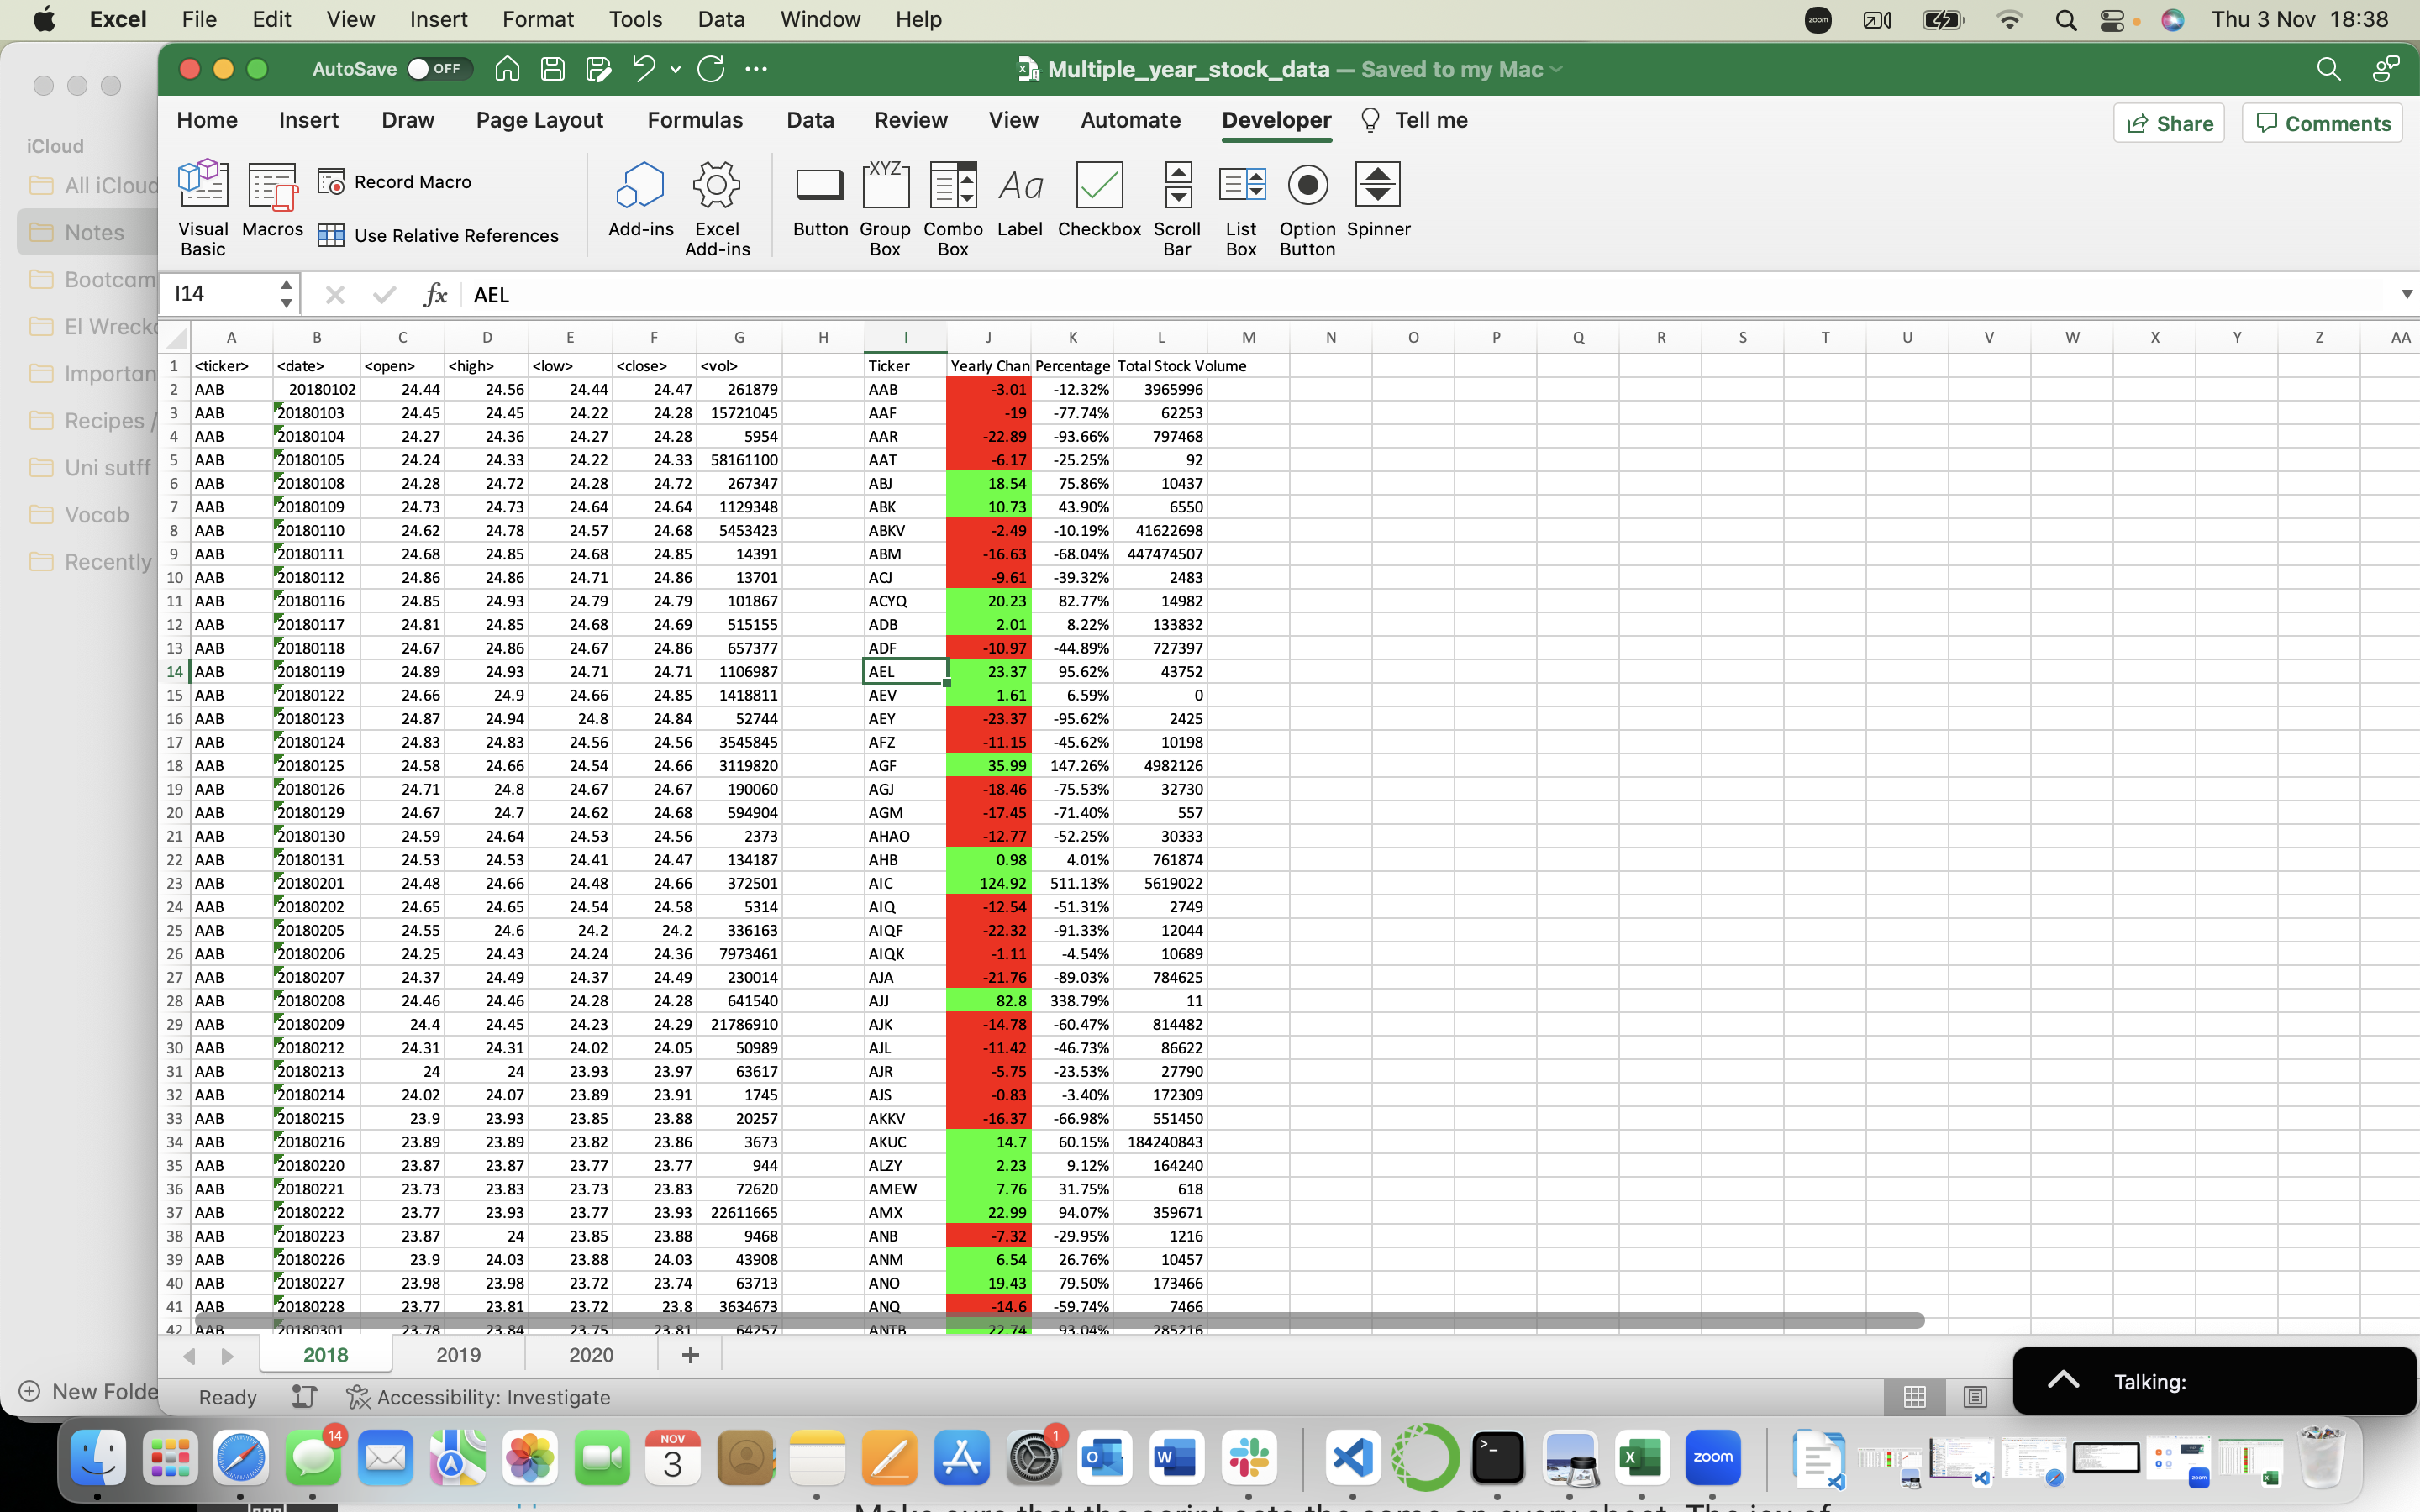 Excel File Edit View Insert Format Tools Data Window Help
zoom
Thu 3 Nov 18:38
AutoSave OFF
Multiple_year_stock_data — Saved to my Mac
Home Insert Draw Page Layout Formulas Data Review View Automate Developer Tell me
Share Comments
Visual Basic
Macros
Record Macro
Use Relative References
Add-ins
Excel Add-ins
Button
XYZ
Group Box
Combo Box
Aa
Label
Checkbox
Scroll Bar
List Box
Option Button
Spinner
iCloud
All iCloud
Notes
Bootcam
El Wrecko
Importan
Recipes /
Uni sutff
Vocab
Recently
New Folde
I14 fx AEL
A B C D E F G H I J K L M N O P Q R S T U V W X Y Z AA
1 <ticker> <date> <open> <high> <low> <close> <vol> Ticker Yearly Chan Percentage Total Stock Volume
2 AAB 20180102 24.44 24.56 24.44 24.47 261879 AAB -3.01 -12.32% 3965996
3 AAB 20180103 24.45 24.45 24.22 24.28 15721045 AAF -19 -77.74% 62253
4 AAB 20180104 24.27 24.36 24.27 24.28 5954 AAR -22.89 -93.66% 797468
5 AAB 20180105 24.24 24.33 24.22 24.33 58161100 AAT -6.17 -25.25% 92
6 AAB 20180108 24.28 24.72 24.28 24.72 267347 ABJ 18.54 75.86% 10437
7 AAB 20180109 24.73 24.73 24.64 24.64 1129348 ABK 10.73 43.90% 6550
8 AAB 20180110 24.62 24.78 24.57 24.68 5453423 ABKV -2.49 -10.19% 41622698
9 AAB 20180111 24.68 24.85 24.68 24.85 14391 ABM -16.63 -68.04% 447474507
10 AAB 20180112 24.86 24.86 24.71 24.86 13701 ACJ -9.61 -39.32% 2483
11 AAB 20180116 24.85 24.93 24.79 24.79 101867 ACYQ 20.23 82.77% 14982
12 AAB 20180117 24.81 24.85 24.68 24.69 515155 ADB 2.01 8.22% 133832
13 AAB 20180118 24.67 24.86 24.67 24.86 657377 ADF -10.97 -44.89% 727397
14 AAB 20180119 24.89 24.93 24.71 24.71 1106987 AEL 23.37 95.62% 43752
15 AAB 20180122 24.66 24.9 24.66 24.85 1418811 AEV 1.61 6.59% 0
16 AAB 20180123 24.87 24.94 24.8 24.84 52744 AEY -23.37 -95.62% 2425
17 AAB 20180124 24.83 24.83 24.56 24.56 3545845 AFZ -11.15 -45.62% 10198
18 AAB 20180125 24.58 24.66 24.54 24.66 3119820 AGF 35.99 147.26% 4982126
19 AAB 20180126 24.71 24.8 24.67 24.67 190060 AGJ -18.46 -75.53% 32730
20 AAB 20180129 24.67 24.7 24.62 24.68 594904 AGM -17.45 -71.40% 557
21 AAB 20180130 24.59 24.64 24.53 24.56 2373 AHAO -12.77 -52.25% 30333
22 AAB 20180131 24.53 24.53 24.41 24.47 134187 AHB 0.98 4.01% 761874
23 AAB 20180201 24.48 24.66 24.48 24.66 372501 AIC 124.92 511.13% 5619022
24 AAB 20180202 24.65 24.65 24.54 24.58 5314 AIQ -12.54 -51.31% 2749
25 AAB 20180205 24.55 24.6 24.2 24.2 336163 AIQF -22.32 -91.33% 12044
26 AAB 20180206 24.25 24.43 24.24 24.36 7973461 AIQK -1.11 -4.54% 10689
27 AAB 20180207 24.37 24.49 24.37 24.49 230014 AJA -21.76 -89.03% 784625
28 AAB 20180208 24.46 24.46 24.28 24.28 641540 AJJ 82.8 338.79% 11
29 AAB 20180209 24.4 24.45 24.23 24.29 21786910 AJK -14.78 -60.47% 814482
30 AAB 20180212 24.31 24.31 24.02 24.05 50989 AJL -11.42 -46.73% 86622
31 AAB 20180213 24 24 23.93 23.97 63617 AJR -5.75 -23.53% 27790
32 AAB 20180214 24.02 24.07 23.89 23.91 1745 AJS -0.83 -3.40% 172309
33 AAB 20180215 23.9 23.93 23.85 23.88 20257 AKKV -16.37 -66.98% 551450
34 AAB 20180216 23.89 23.89 23.82 23.86 3673 AKUC 14.7 60.15% 184240843
35 AAB 20180220 23.87 23.87 23.77 23.77 944 ALZY 2.23 9.12% 164240
36 AAB 20180221 23.73 23.83 23.73 23.83 72620 AMEW 7.76 31.75% 618
37 AAB 20180222 23.77 23.93 23.77 23.93 22611665 AMX 22.99 94.07% 359671
38 AAB 20180223 23.87 24 23.85 23.88 9468 ANB -7.32 -29.95% 1216
39 AAB 20180226 23.9 24.03 23.88 24.03 43908 ANM 6.54 26.76% 10457
40 AAB 20180227 23.98 23.98 23.72 23.74 63713 ANO 19.43 79.50% 173466
41 AAB 20180228 23.77 23.81 23.72 23.8 3634673 ANQ -14.6 -59.74% 7466
42 AAB 20180301 23.78 23.84 23.75 23.81 64257 ANTB 22.74 93.04% 285216
2018 2019 2020 +
Ready Accessibility: Investigate
Talking:
14
NOV 3
1
zoom
Make sure that the script acts the same on every sheet. The joy of